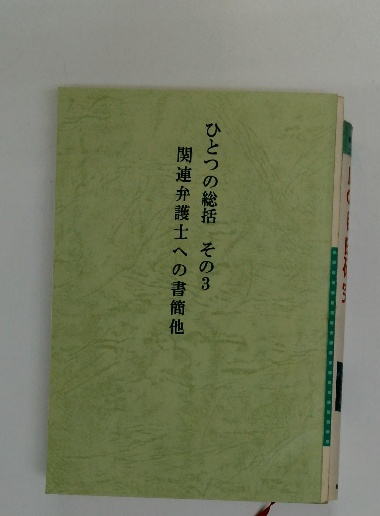 ひとつの総括 その3
関連弁護士への書簡他